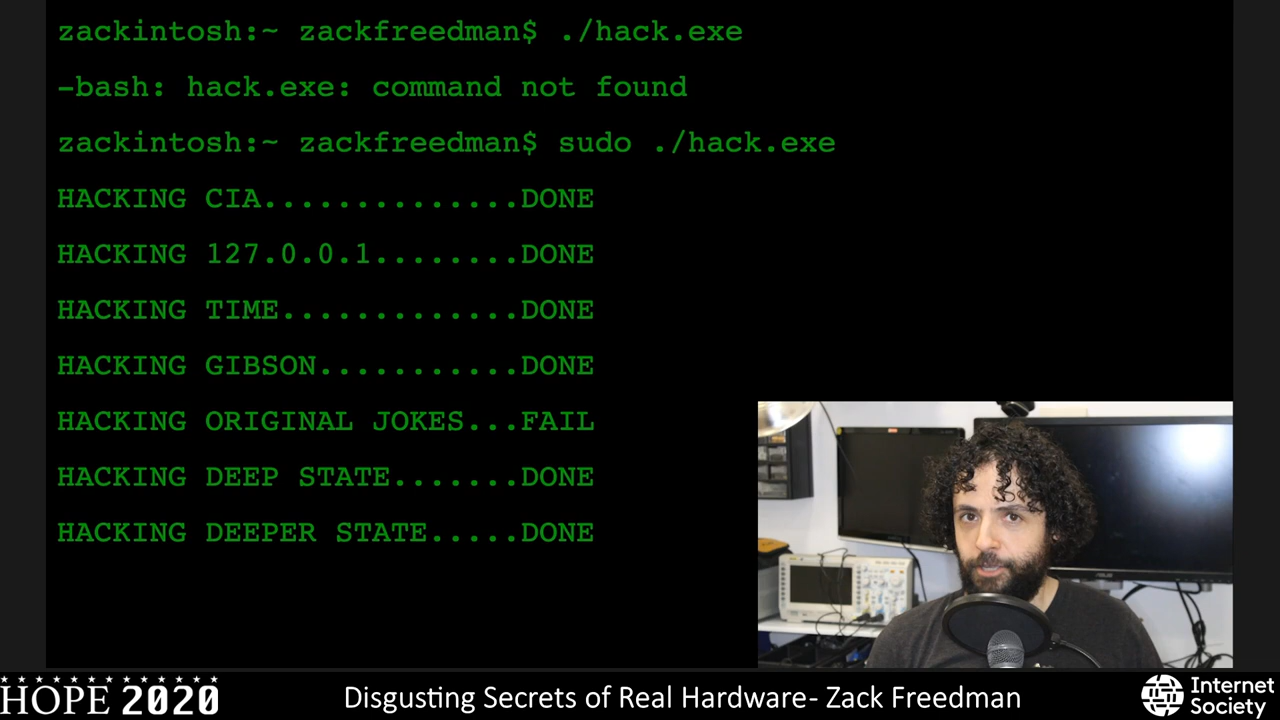 zackintosh:~ zackfreedman$ ./hack.exe
-bash: hack.exe: command not found
zackintosh:~ zackfreedman$ sudo ./hack.exe
HACKING CIA..............DONE
HACKING 127.0.0.1........DONE
HACKING TIME.............DONE
HACKING GIBSON...........DONE
HACKING ORIGINAL JOKES...FAIL
HACKING DEEP STATE.......DONE
HACKING DEEPER STATE.....DONE
ASUS
HOPE 2020
Disgusting Secrets of Real Hardware- Zack Freedman
Internet
Society